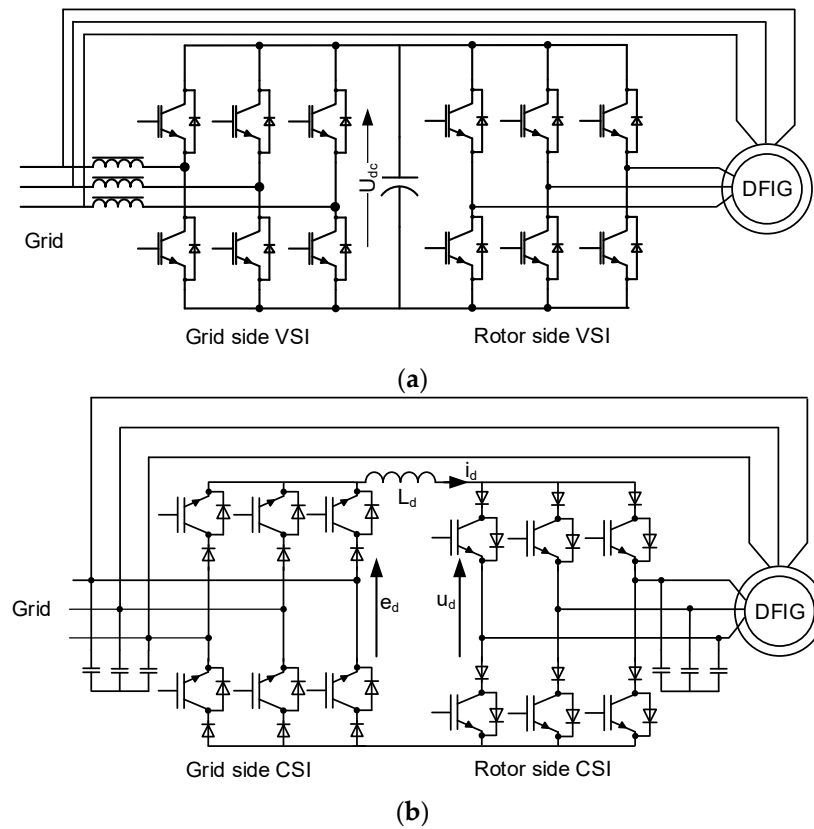 U_dc
DFIG
Grid
Grid side VSI Rotor side VSI
(a)
i_d
L_d
e_d u_d
Grid DFIG
Grid side CSI Rotor side CSI
(b)